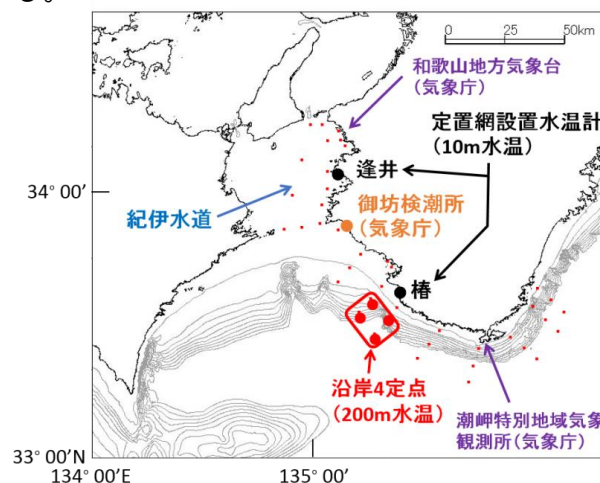 る。
0 25 50km
和歌山地方気象台
（気象庁）
定置網設置水温計
（10m水温）
逢井
34° 00′
紀伊水道
御坊検潮所
（気象庁）
椿
沿岸4定点
（200m水温）
潮岬特別地域気象
観測所（気象庁）
33° 00′N
134° 00′E
135° 00′